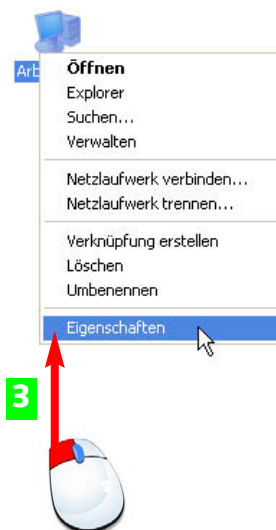 Arb
Öffnen
Explorer
Suchen...
Verwalten
Netzlaufwerk verbinden...
Netzlaufwerk trennen...
Verknüpfung erstellen
Löschen
Umbenennen
Eigenschaften
3